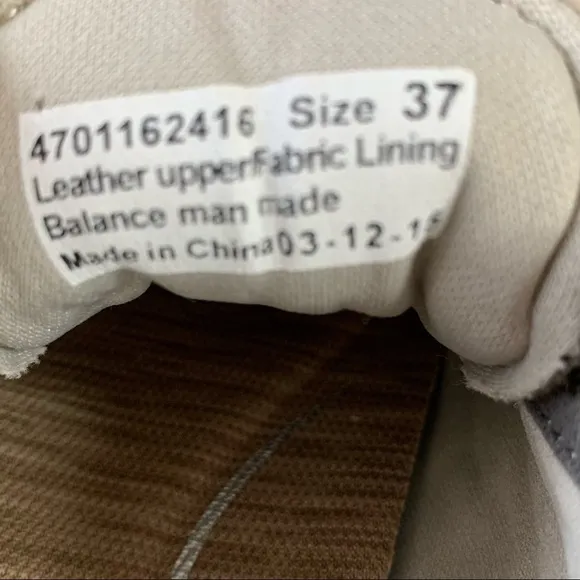 4701162416 Size 37
Leather upperFabric Lining
Balance man made
Made in China03-12-15